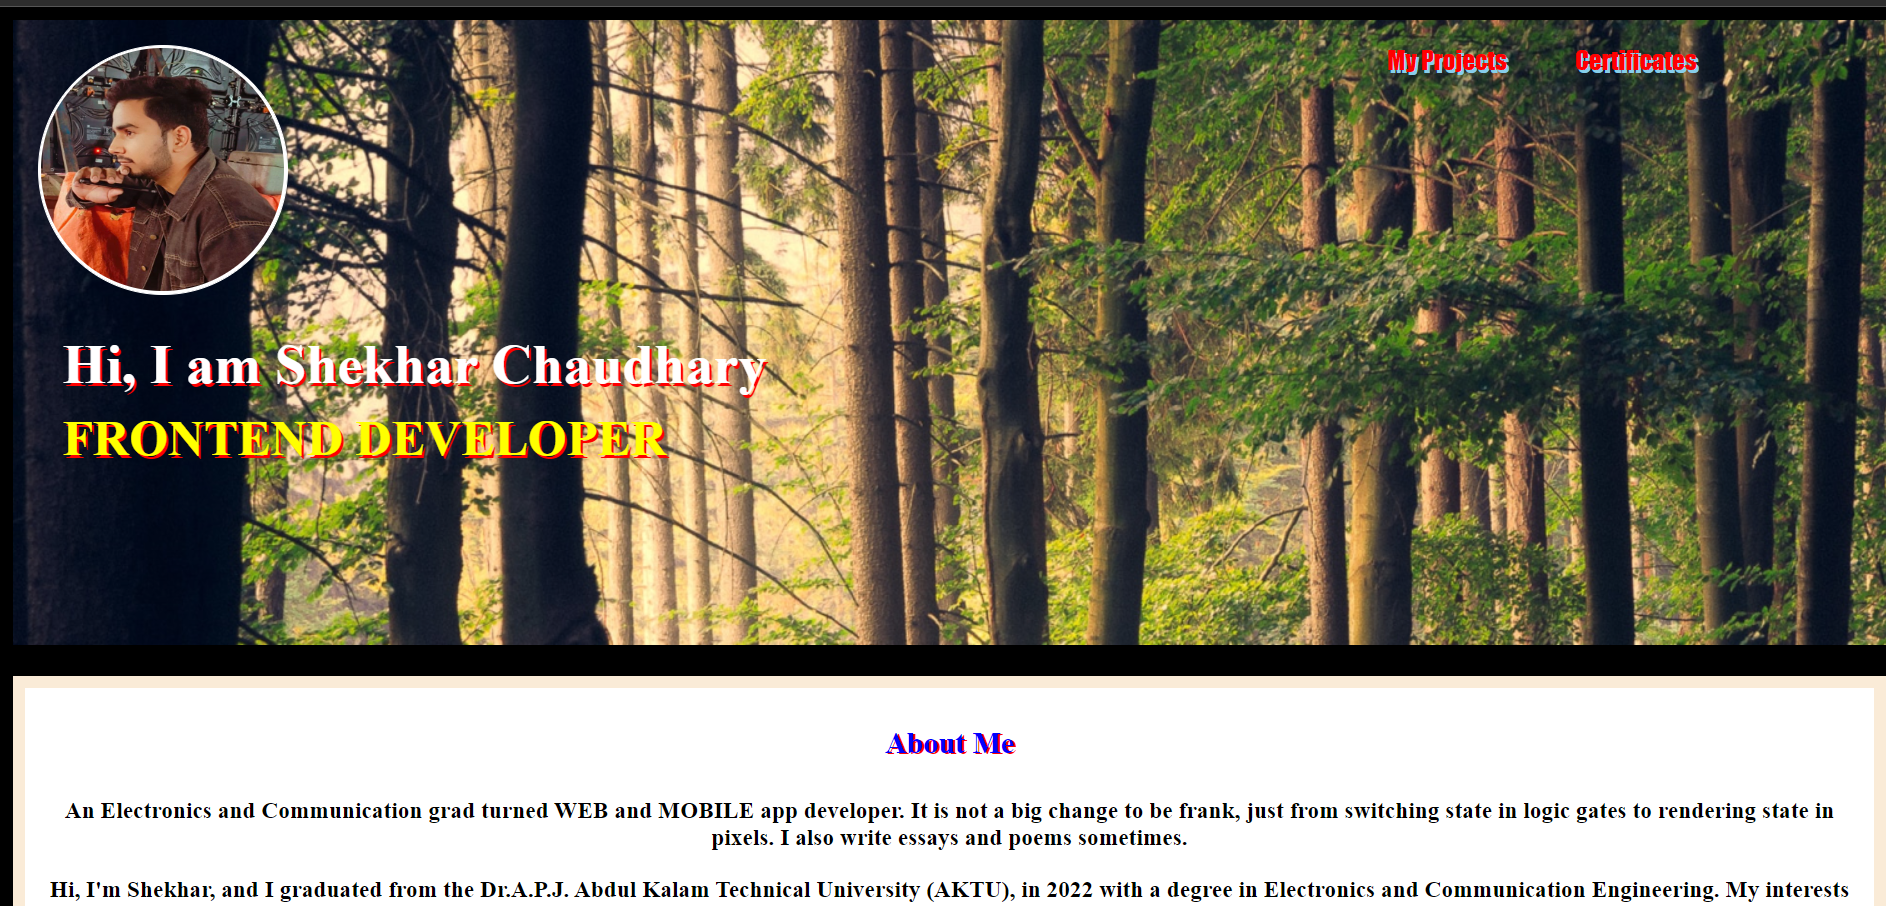 My Projects Certificates
Hi, I am Shekhar Chaudhary
FRONTEND DEVELOPER
About Me
An Electronics and Communication grad turned WEB and MOBILE app developer. It is not a big change to be frank, just from switching state in logic gates to rendering state in
pixels. I also write essays and poems sometimes.
Hi, I'm Shekhar, and I graduated from the Dr.A.P.J. Abdul Kalam Technical University (AKTU), in 2022 with a degree in Electronics and Communication Engineering. My interests